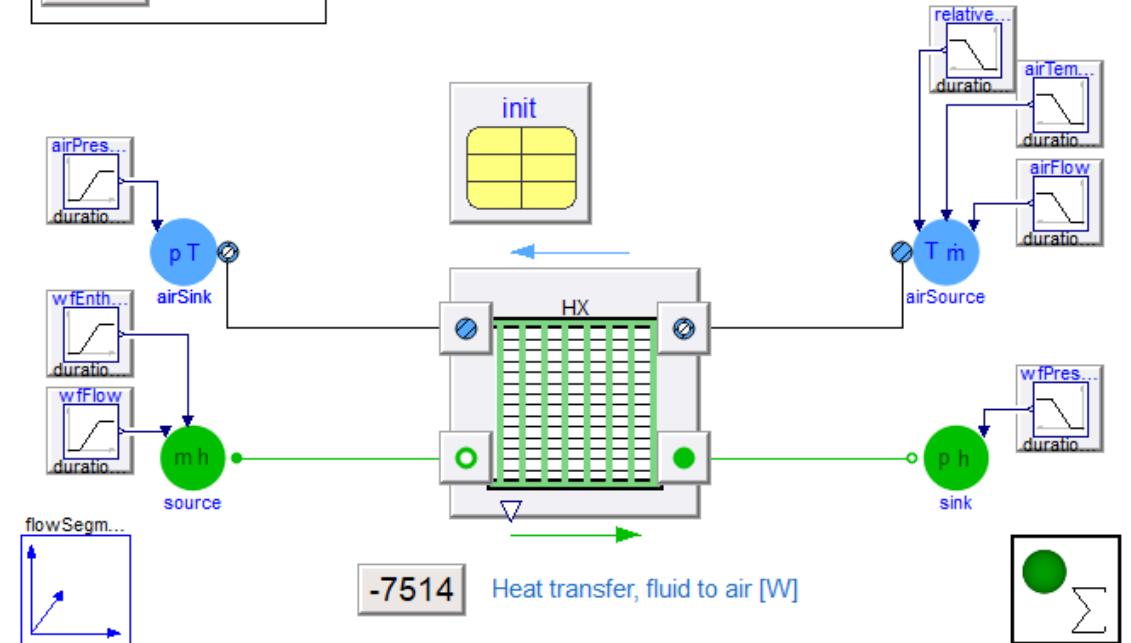 relative...
duratio...
airTem...
duratio...
init
airPres...
duratio...
airFlow
duratio...
p T
airSink
T ṁ
airSource
wfEnth...
duratio...
HX
wfFlow
duratio...
wfPres...
duratio...
m h
source
p h
sink
flowSegm...
-7514
Heat transfer, fluid to air [W]
Σ